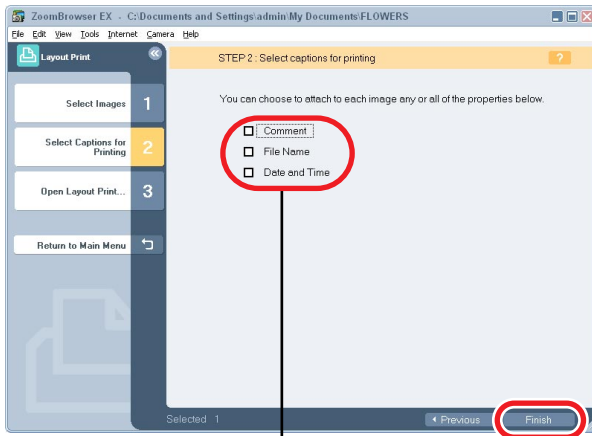 ZoomBrowser EX - C:\Documents and Settings\admin\My Documents\FLOWERS
File Edit View Tools Internet Camera Help
Layout Print
STEP 2 : Select captions for printing
?
Select Images 1
You can choose to attach to each image any or all of the properties below.
Comment
Select Captions for
Printing 2
File Name
Date and Time
Open Layout Print... 3
Return to Main Menu
Selected 1
Previous
Finish